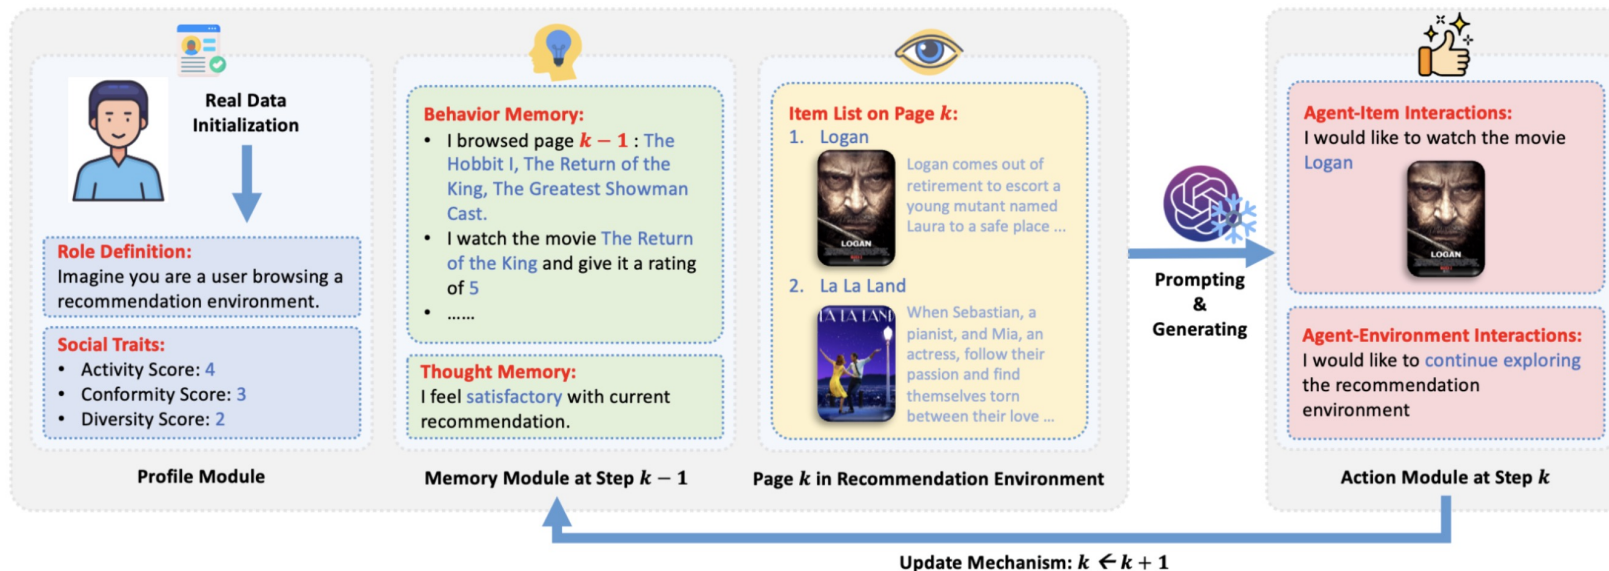 Real Data
Initialization
Role Definition:
Imagine you are a user browsing a
recommendation environment.
Social Traits:
• Activity Score: 4
• Conformity Score: 3
• Diversity Score: 2
Profile Module
Behavior Memory:
• I browsed page k − 1 : The
Hobbit I, The Return of the
King, The Greatest Showman
Cast.
• I watch the movie The Return
of the King and give it a rating
of 5
• ......
Thought Memory:
I feel satisfactory with current
recommendation.
Memory Module at Step k − 1
Item List on Page k:
1. Logan
Logan comes out of
retirement to escort a
young mutant named
Laura to a safe place ...
LOGAN
2. La La Land
LA LA LAND
When Sebastian, a
pianist, and Mia, an
actress, follow their
passion and find
themselves torn
between their love ...
Page k in Recommendation Environment
Prompting
&
Generating
Agent-Item Interactions:
I would like to watch the movie
Logan
LOGAN
Agent-Environment Interactions:
I would like to continue exploring
the recommendation
environment
Action Module at Step k
Update Mechanism: k ← k + 1